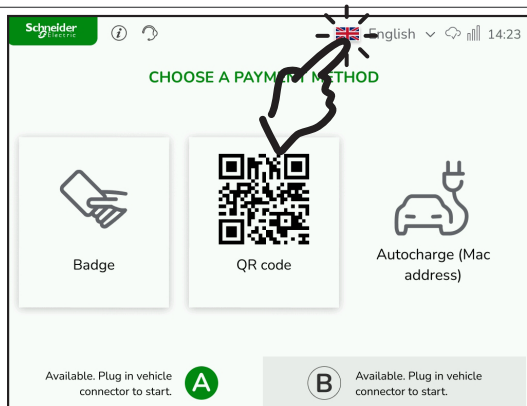 Schneider
Electric
English 14:23
CHOOSE A PAYMENT METHOD
Badge
QR code
Autocharge (Mac
address)
Available. Plug in vehicle
connector to start.
A
B
Available. Plug in vehicle
connector to start.